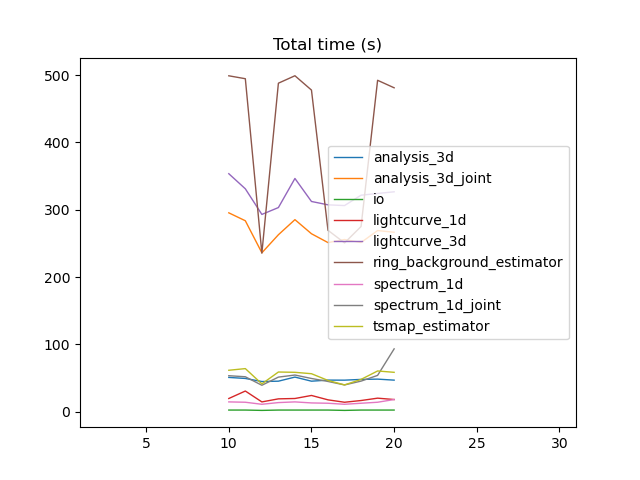 Total time (s)
500
400
300
200
100
0
analysis_3d
analysis_3d_joint
io
lightcurve_1d
lightcurve_3d
ring_background_estimator
spectrum_1d
spectrum_1d_joint
tsmap_estimator
5 10 15 20 25 30